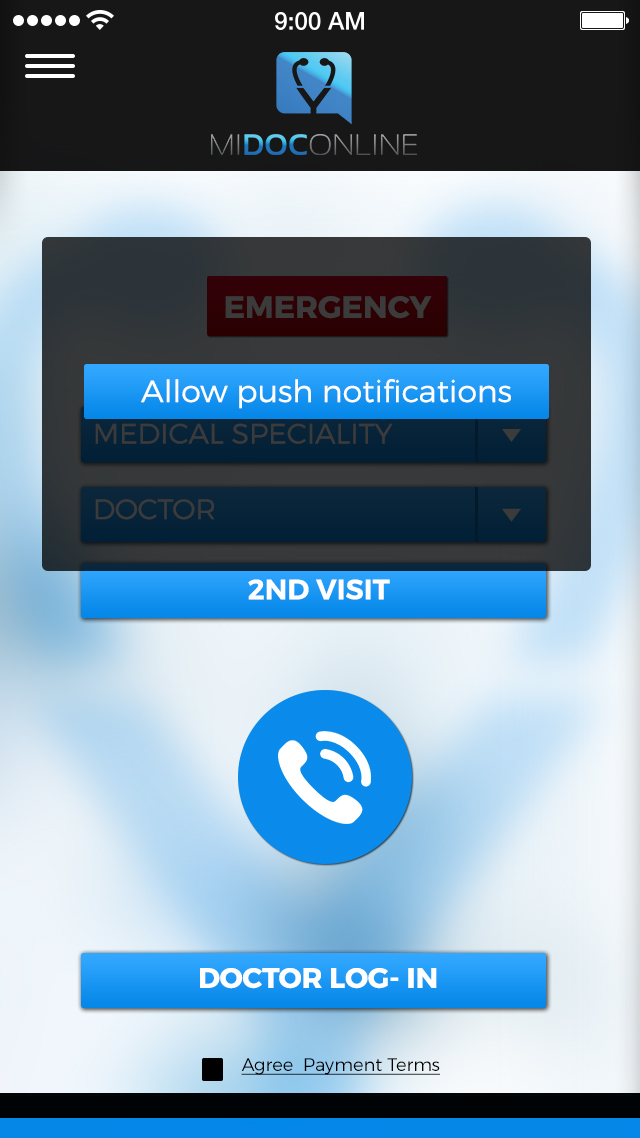 9:00 AM
MIDOCONLINE
EMERGENCY
Allow push notifications
MEDICAL SPECIALITY
DOCTOR
2ND VISIT
DOCTOR LOG- IN
Agree Payment Terms